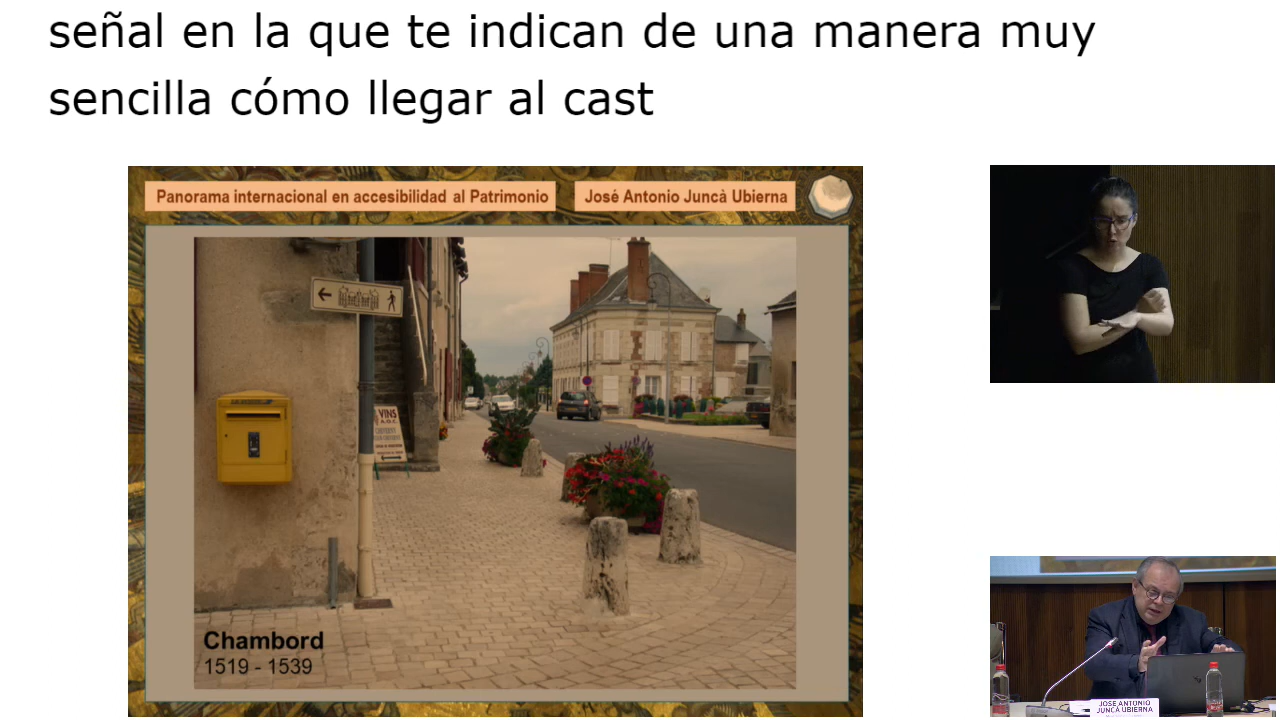 señal en la que te indican de una manera muy
sencilla cómo llegar al cast
Panorama internacional en accesibilidad al Patrimonio
José Antonio Juncà Ubierna
VINS
A.O.C.
Chambord
1519 - 1539
JOSE ANTONIO
JUNCÀ UBIERNA